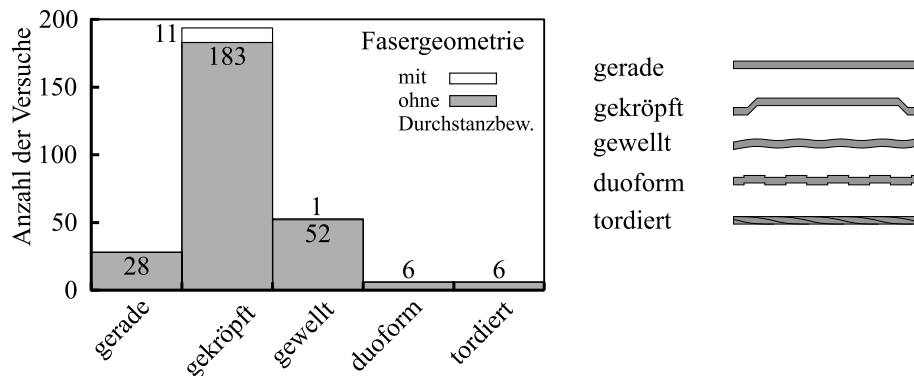 Anzahl der Versuche
200
150
100
50
0
11
183
28
1
52
6
6
Fasergeometrie
mit
ohne
Durchstanzbew.
gerade
gekröpft
gewellt
duoform
tordiert
gerade
gekröpft
gewellt
duoform
tordiert